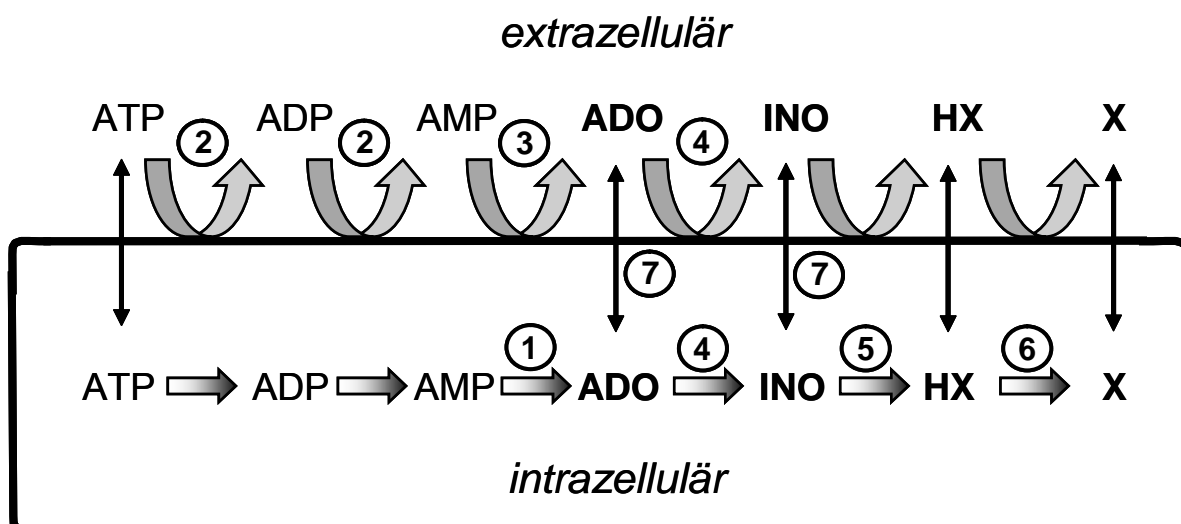 extrazellulär
ATP 2 ADP 2 AMP 3 ADO 4 INO HX X
7 7
1 4 5 6
ATP ADP AMP ADO INO HX X
intrazellulär